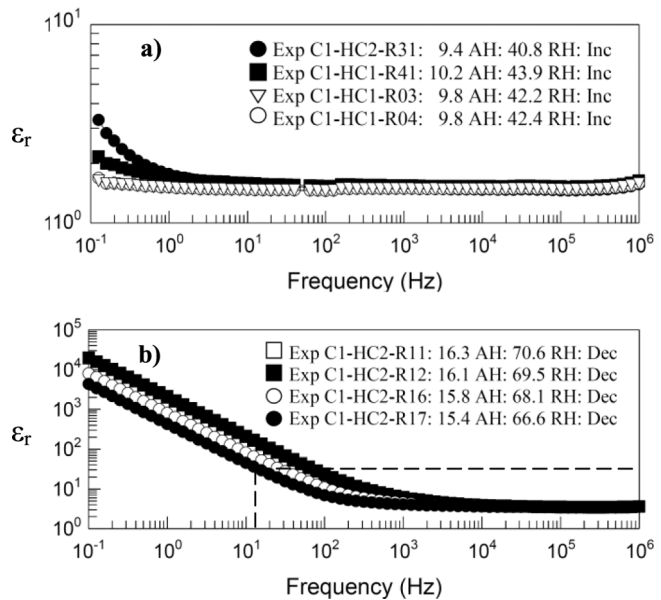 a)
Exp C1-HC2-R31: 9.4 AH: 40.8 RH: Inc
Exp C1-HC1-R41: 10.2 AH: 43.9 RH: Inc
Exp C1-HC1-R03: 9.8 AH: 42.2 RH: Inc
Exp C1-HC1-R04: 9.8 AH: 42.4 RH: Inc
εr
110¹
110⁰
10⁻¹ 10⁰ 10¹ 10² 10³ 10⁴ 10⁵ 10⁶
Frequency (Hz)
b)
Exp C1-HC2-R11: 16.3 AH: 70.6 RH: Dec
Exp C1-HC2-R12: 16.1 AH: 69.5 RH: Dec
Exp C1-HC2-R16: 15.8 AH: 68.1 RH: Dec
Exp C1-HC2-R17: 15.4 AH: 66.6 RH: Dec
εr
10⁵
10⁴
10³
10²
10¹
10⁰
10⁻¹ 10⁰ 10¹ 10² 10³ 10⁴ 10⁵ 10⁶
Frequency (Hz)